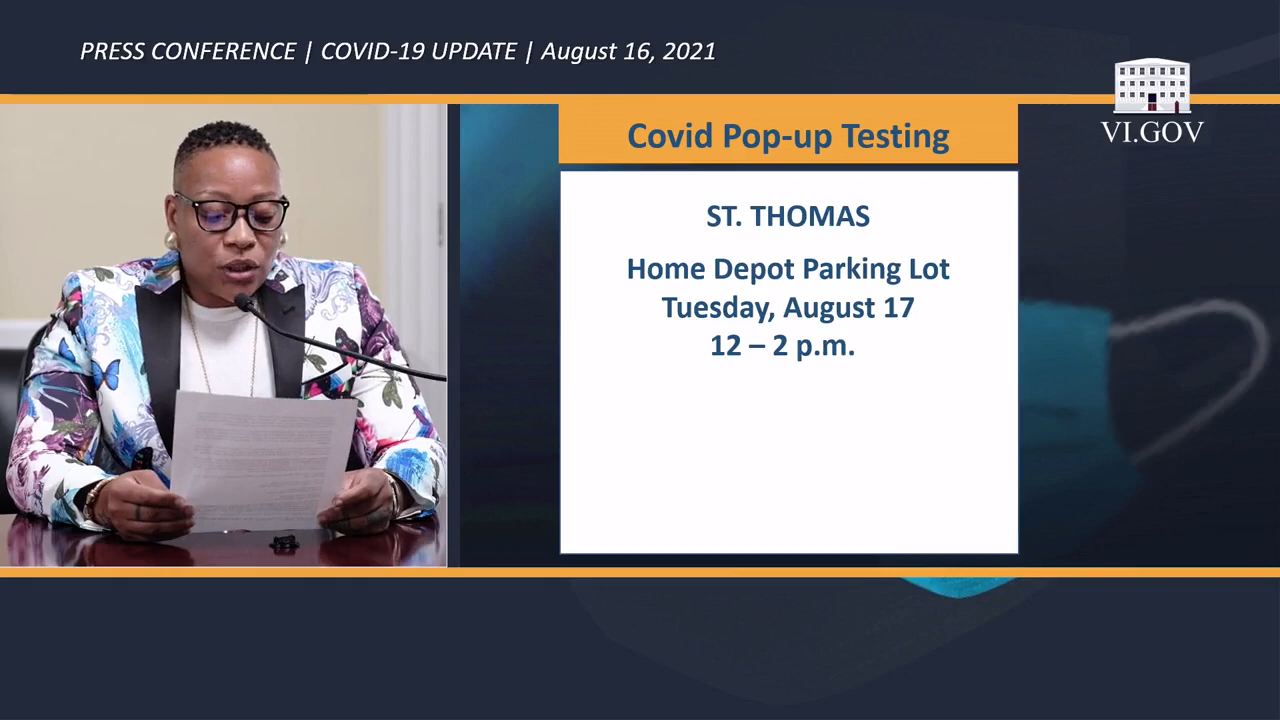 PRESS CONFERENCE | COVID-19 UPDATE | August 16, 2021
VI.GOV
Covid Pop-up Testing
ST. THOMAS
Home Depot Parking Lot
Tuesday, August 17
12 – 2 p.m.